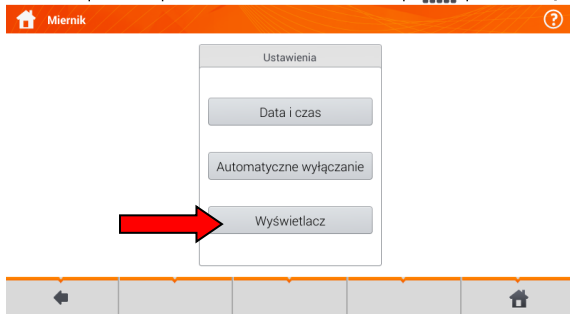 Miernik
?
Ustawienia
Data i czas
Automatyczne wyłączanie
Wyświetlacz